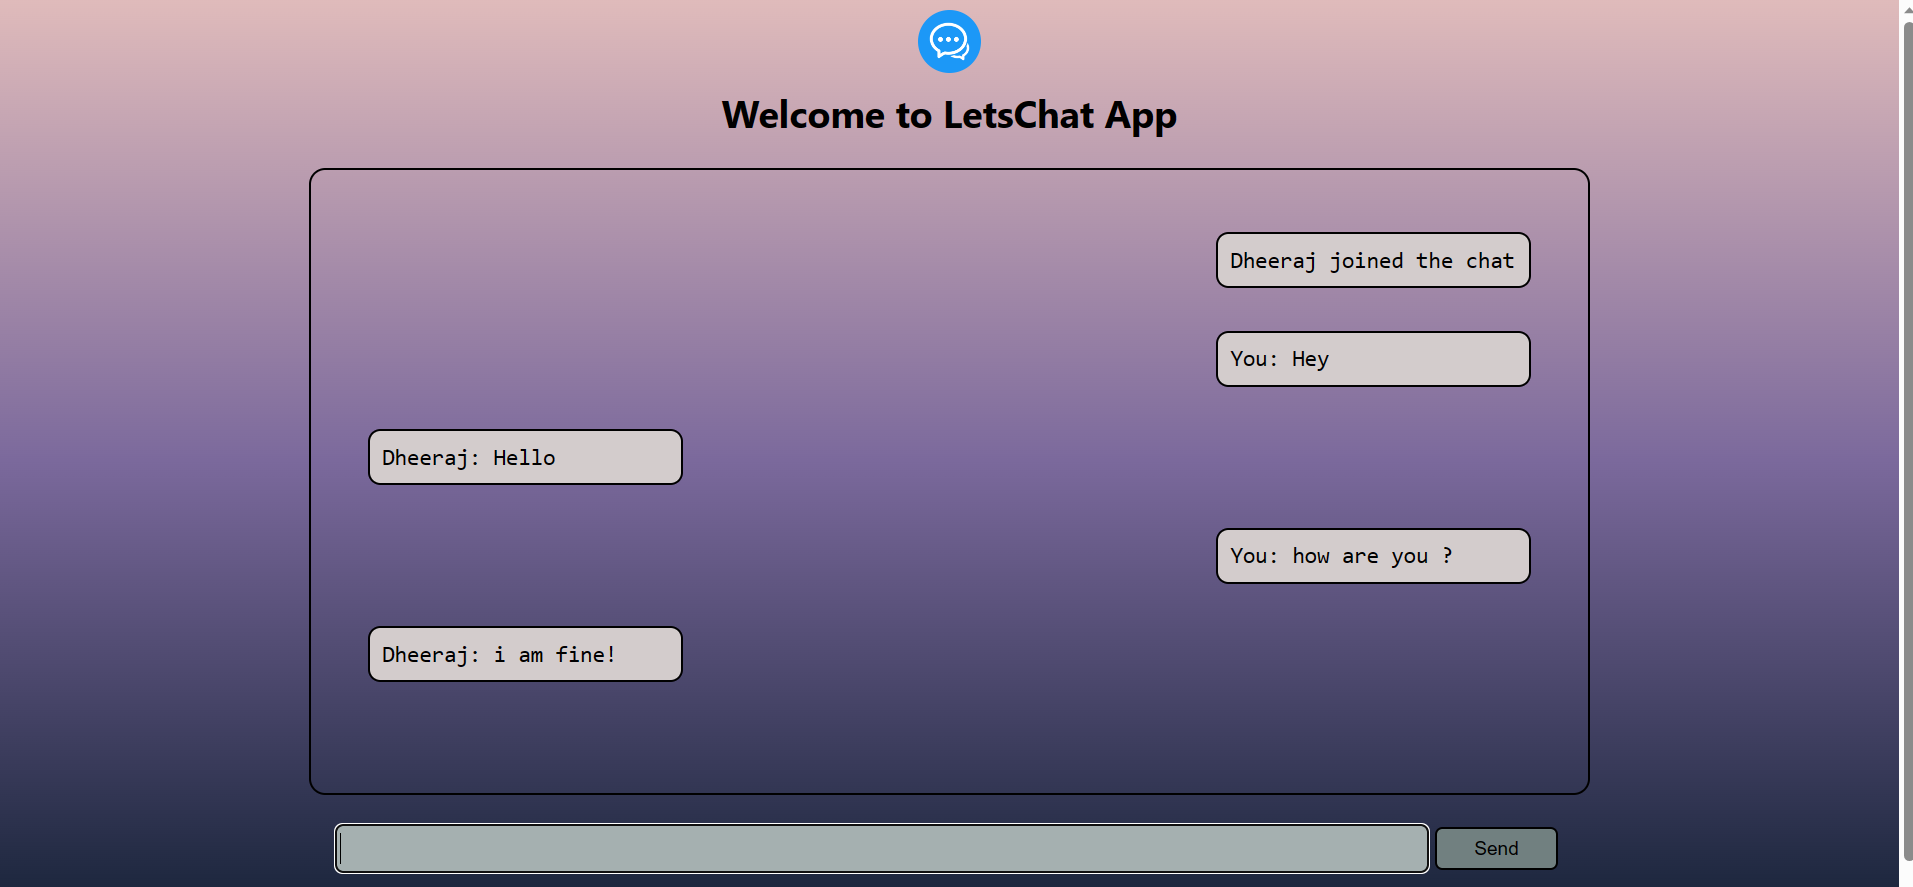 Welcome to LetsChat App
Dheeraj joined the chat
You: Hey
Dheeraj: Hello
You: how are you ?
Dheeraj: i am fine!
Send